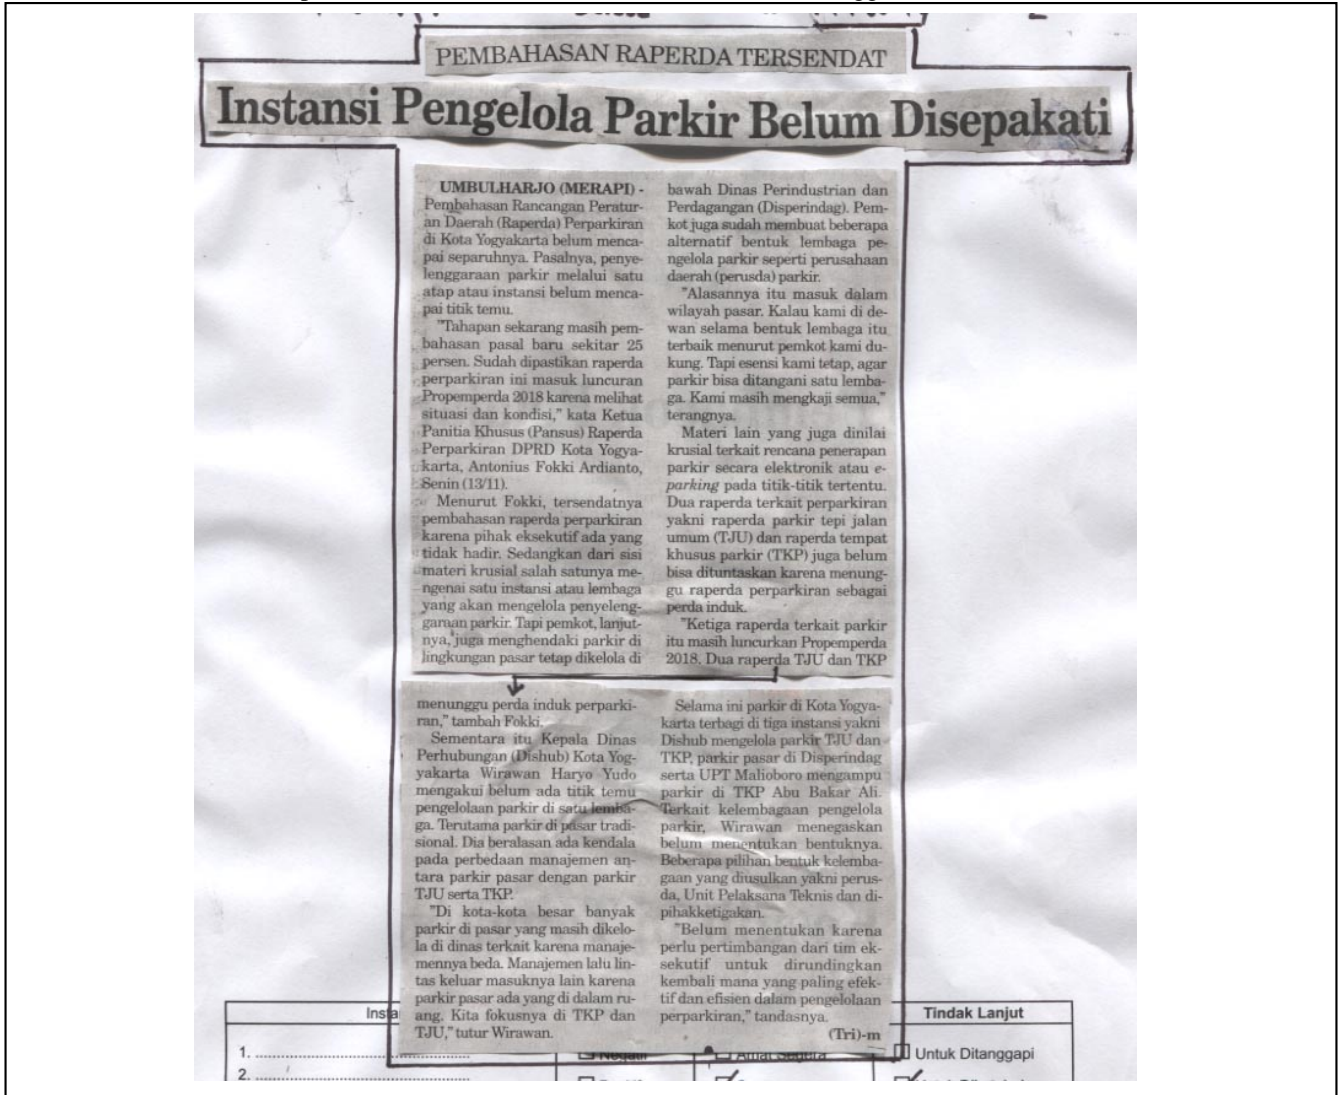 PEMBAHASAN RAPERDA TERSENDAT
Instansi Pengelola Parkir Belum Disepakati
UMBULHARJO (MERAPI) -
Pembahasan Rancangan Peratur-
an Daerah (Raperda) Perparkiran
di Kota Yogyakarta belum menca-
pai separuhnya. Pasalnya, penye-
lenggaraan parkir melalui satu
atap atau instansi belum menca-
pai titik temu.
"Tahapan sekarang masih pem-
bahasan pasal baru sekitar 25
persen. Sudah dipastikan raperda
perparkiran ini masuk luncuran
Propemperda 2018 karena melihat
situasi dan kondisi," kata Ketua
Panitia Khusus (Pansus) Raperda
Perparkiran DPRD Kota Yogya-
karta, Antonius Fokki Ardianto,
Senin (13/11).
Menurut Fokki, tersendatnya
pembahasan raperda perparkiran
karena pihak eksekutif ada yang
tidak hadir. Sedangkan dari sisi
materi krusial salah satunya me-
ngenai satu instansi atau lembaga
yang akan mengelola penyeleng-
garaan parkir. Tapi pemkot, lanjut-
nya, juga menghendaki parkir di
lingkungan pasar tetap dikelola di
bawah Dinas Perindustrian dan
Perdagangan (Disperindag). Pem-
kot juga sudah membuat beberapa
alternatif bentuk lembaga pe-
ngelola parkir seperti perusahaan
daerah (perusda) parkir.
"Alasannya itu masuk dalam
wilayah pasar. Kalau kami di de-
wan selama bentuk lembaga itu
terbaik menurut pemkot kami du-
kung. Tapi esensi kami tetap, agar
parkir bisa ditangani satu lemba-
ga. Kami masih mengkaji semua,"
terangnya.
Materi lain yang juga dinilai
krusial terkait rencana penerapan
parkir secara elektronik atau e-
parking pada titik-titik tertentu.
Dua raperda terkait perparkiran
yakni raperda parkir tepi jalan
umum (TJU) dan raperda tempat
khusus parkir (TKP) juga belum
bisa dituntaskan karena menung-
gu raperda perparkiran sebagai
perda induk.
"Ketiga raperda terkait parkir
itu masih luncurkan Propemperda
2018. Dua raperda TJU dan TKP
menunggu perda induk perparki-
ran," tambah Fokki.
Sementara itu Kepala Dinas
Perhubungan (Dishub) Kota Yog-
yakarta Wirawan Haryo Yudo
mengakui belum ada titik temu
pengelolaan parkir di satu lemba-
ga. Terutama parkir di pasar tradi-
sional. Dia beralasan ada kendala
pada perbedaan manajemen an-
tara parkir pasar dengan parkir
TJU serta TKP.
"Di kota-kota besar banyak
parkir di pasar yang masih dikelo-
la di dinas terkait karena manaje-
mennya beda. Manajemen lalu lin-
tas keluar masuknya lain karena
parkir pasar ada yang di dalam ru-
ang. Kita fokusnya di TKP dan
TJU," tutur Wirawan.
Selama ini parkir di Kota Yogya-
karta terbagi di tiga instansi yakni
Dishub mengelola parkir TJU dan
TKP, parkir pasar di Disperindag
serta UPT Malioboro mengampu
parkir di TKP Abu Bakar Ali.
Terkait kelembagaan pengelola
parkir, Wirawan menegaskan
belum menentukan bentuknya.
Beberapa pilihan bentuk kelemba-
gaan yang diusulkan yakni perus-
da, Unit Pelaksana Teknis dan di-
pihakketigakan.
"Belum menentukan karena
perlu pertimbangan dari tim ek-
sekutif untuk dirundingkan
kembali mana yang paling efek-
tif dan efisien dalam pengelolaan
perparkiran," tandasnya.
(Tri)-m
Tindak Lanjut
1.
Untuk Ditanggapi
2.